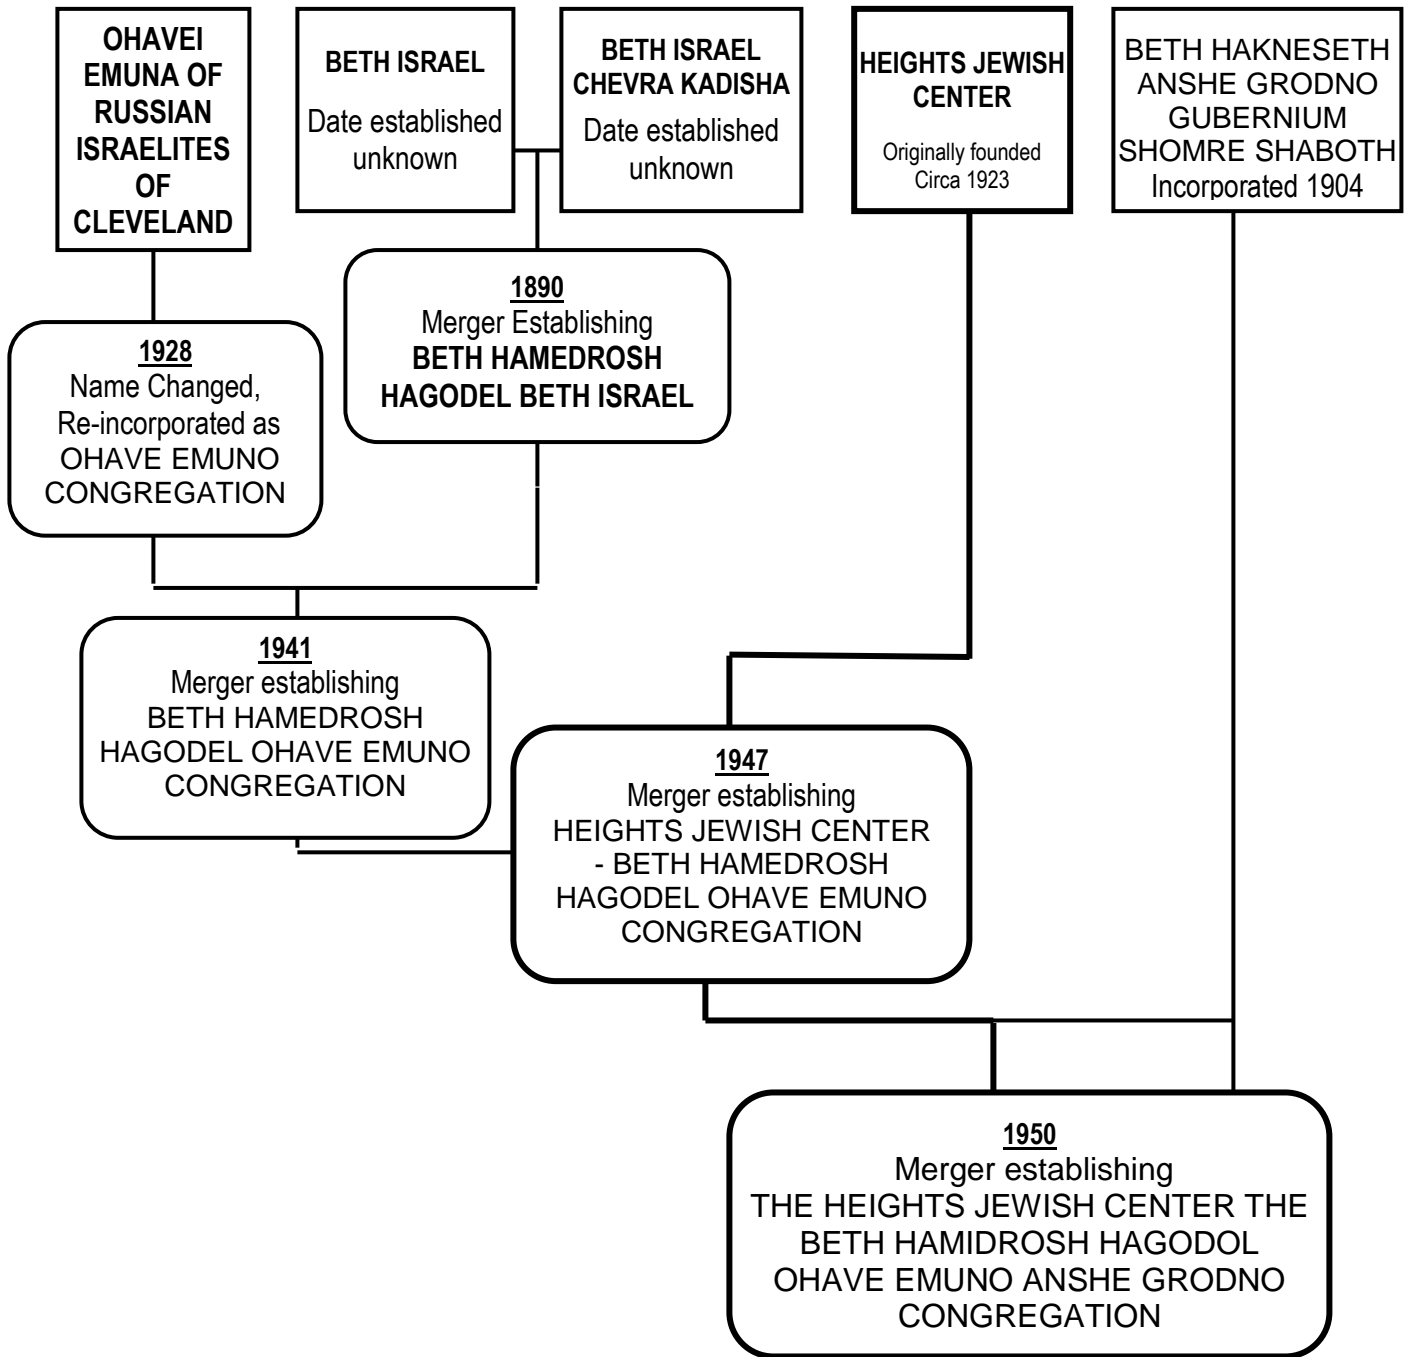 OHAVEI
EMUNA OF
RUSSIAN
ISRAELITES
OF
CLEVELAND
BETH ISRAEL
Date established
unknown
BETH ISRAEL
CHEVRA KADISHA
Date established
unknown
HEIGHTS JEWISH
CENTER
Originally founded
Circa 1923
BETH HAKNESETH
ANSHE GRODNO
GUBERNIUM
SHOMRE SHABOTH
Incorporated 1904
1890
Merger Establishing
BETH HAMEDROSH
HAGODEL BETH ISRAEL
1928
Name Changed,
Re-incorporated as
OHAVE EMUNO
CONGREGATION
1941
Merger establishing
BETH HAMEDROSH
HAGODEL OHAVE EMUNO
CONGREGATION
1947
Merger establishing
HEIGHTS JEWISH CENTER
- BETH HAMEDROSH
HAGODEL OHAVE EMUNO
CONGREGATION
1950
Merger establishing
THE HEIGHTS JEWISH CENTER THE
BETH HAMIDROSH HAGODOL
OHAVE EMUNO ANSHE GRODNO
CONGREGATION